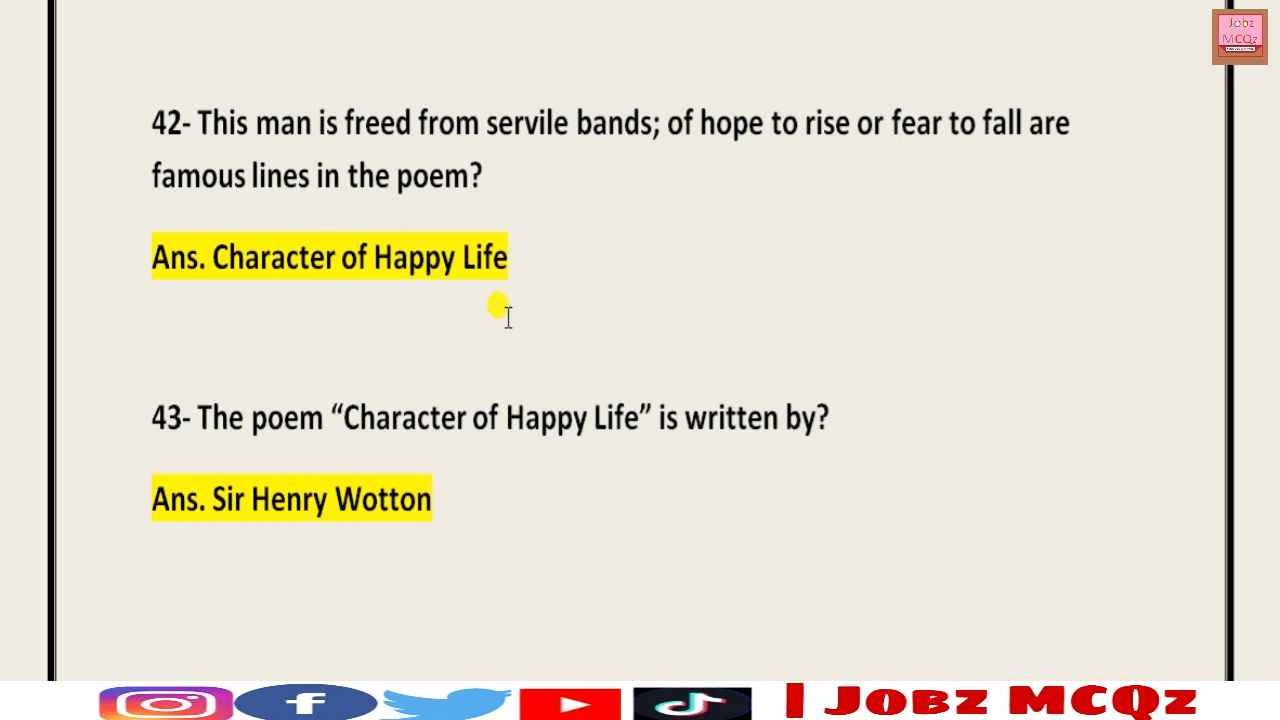 Jobz
MCQz
42- This man is freed from servile bands; of hope to rise or fear to fall are
famous lines in the poem?
Ans. Character of Happy Life
43- The poem “Character of Happy Life” is written by?
Ans. Sir Henry Wotton
| Jobz MCQz